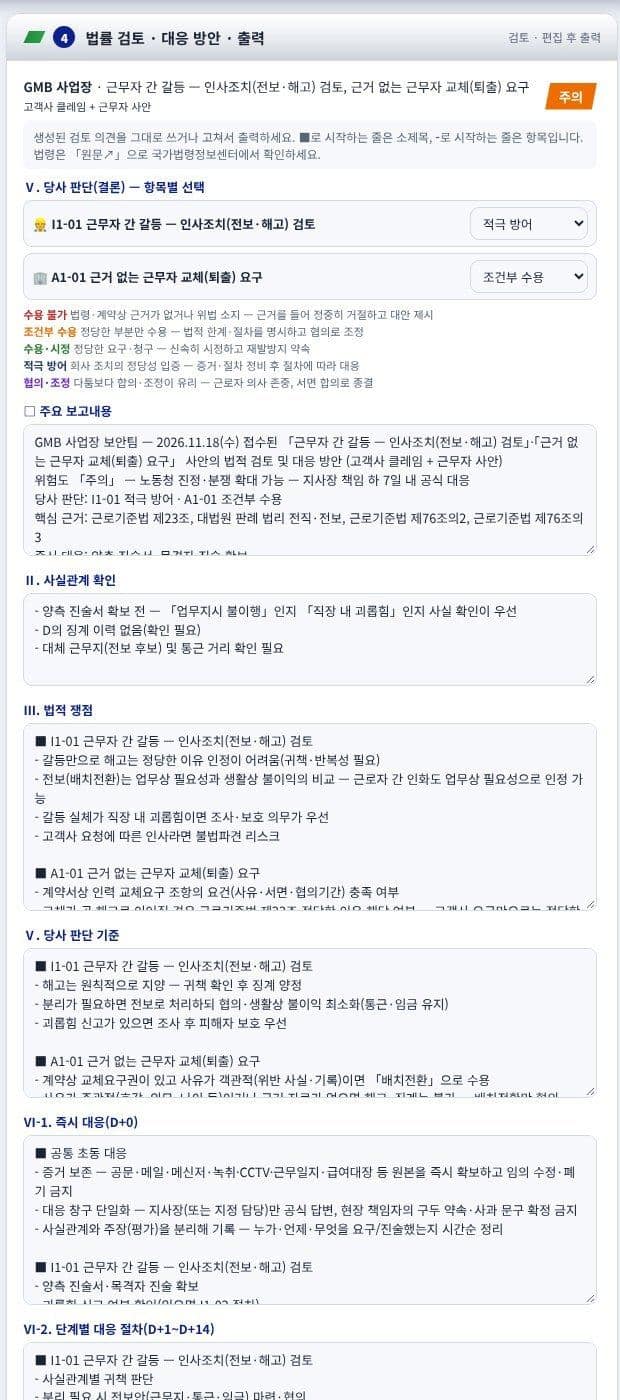 4 법률 검토 · 대응 방안 · 출력
검토 · 편집 후 출력
GMB 사업장 · 근무자 간 갈등 — 인사조치(전보·해고) 검토, 근거 없는 근무자 교체(퇴출) 요구
주의
고객사 클레임 + 근무자 사안
생성된 검토 의견을 그대로 쓰거나 고쳐서 출력하세요. ■로 시작하는 줄은 소제목, -로 시작하는 줄은 항목입니다.
법령은 「원문↗」으로 국가법령정보센터에서 확인하세요.
Ⅴ. 당사 판단(결론) — 항목별 선택
I1-01 근무자 간 갈등 — 인사조치(전보·해고) 검토
적극 방어
A1-01 근거 없는 근무자 교체(퇴출) 요구
조건부 수용
수용 불가 법령·계약상 근거가 없거나 위법 소지 — 근거를 들어 정중히 거절하고 대안 제시
조건부 수용 정당한 부분만 수용 — 법적 한계·절차를 명시하고 협의로 조정
수용·시정 정당한 요구·청구 — 신속히 시정하고 재발방지 약속
적극 방어 회사 조치의 정당성 입증 — 증거·절차 정비 후 절차에 따라 대응
협의·조정 다툼보다 합의·조정이 유리 — 근로자 의사 존중, 서면 합의로 종결
□ 주요 보고내용
GMB 사업장 보안팀 — 2026.11.18(수) 접수된 「근무자 간 갈등 — 인사조치(전보·해고) 검토」·「근거 없
는 근무자 교체(퇴출) 요구」 사안의 법적 검토 및 대응 방안 (고객사 클레임 + 근무자 사안)
위험도 「주의」 — 노동청 진정·분쟁 확대 가능 — 지사장 책임 하 7일 내 공식 대응
당사 판단: I1-01 적극 방어 · A1-01 조건부 수용
핵심 근거: 근로기준법 제23조, 대법원 판례 법리 전직·전보, 근로기준법 제76조의2, 근로기준법 제76조의
3
즉시 대응: 양측 진술서·목격자 진술 확보
Ⅱ. 사실관계 확인
- 양측 진술서 확보 전 — 「업무지시 불이행」인지 「직장 내 괴롭힘」인지 사실 확인이 우선
- D의 징계 이력 없음(확인 필요)
- 대체 근무지(전보 후보) 및 통근 거리 확인 필요
Ⅲ. 법적 쟁점
■ I1-01 근무자 간 갈등 — 인사조치(전보·해고) 검토
- 갈등만으로 해고는 정당한 이유 인정이 어려움(귀책·반복성 필요)
- 전보(배치전환)는 업무상 필요성과 생활상 불이익의 비교 — 근로자 간 인화도 업무상 필요성으로 인정 가
능
- 갈등 실체가 직장 내 괴롭힘이면 조사·보호 의무가 우선
- 고객사 요청에 따른 인사라면 불법파견 리스크
■ A1-01 근거 없는 근무자 교체(퇴출) 요구
- 계약서상 인력 교체요구 조항의 요건(사유·서면·협의기간) 충족 여부
Ⅴ. 당사 판단 기준
■ I1-01 근무자 간 갈등 — 인사조치(전보·해고) 검토
- 해고는 원칙적으로 지양 — 귀책 확인 후 징계 양정
- 분리가 필요하면 전보로 처리하되 협의·생활상 불이익 최소화(통근·임금 유지)
- 괴롭힘 신고가 있으면 조사 후 피해자 보호 우선
■ A1-01 근거 없는 근무자 교체(퇴출) 요구
- 계약상 교체요구권이 있고 사유가 객관적(위반 사실·기록)이면 「배치전환」으로 수용
Ⅵ-1. 즉시 대응(D+0)
■ 공통 초동 대응
- 증거 보존 — 공문·메일·메신저·녹취·CCTV·근무일지·급여대장 등 원본을 즉시 확보하고 임의 수정·폐
기 금지
- 대응 창구 단일화 — 지사장(또는 지정 담당)만 공식 답변, 현장 책임자의 구두 약속·사과 문구 확정 금지
- 사실관계와 주장(평가)을 분리해 기록 — 누가·언제·무엇을 요구/진술했는지 시간순 정리
■ I1-01 근무자 간 갈등 — 인사조치(전보·해고) 검토
- 양측 진술서·목격자 진술 확보
Ⅵ-2. 단계별 대응 절차(D+1~D+14)
■ I1-01 근무자 간 갈등 — 인사조치(전보·해고) 검토
- 사실관계별 귀책 판단
- 분리 필요 시 전보안(근무지·통근·임금) 마련·협의